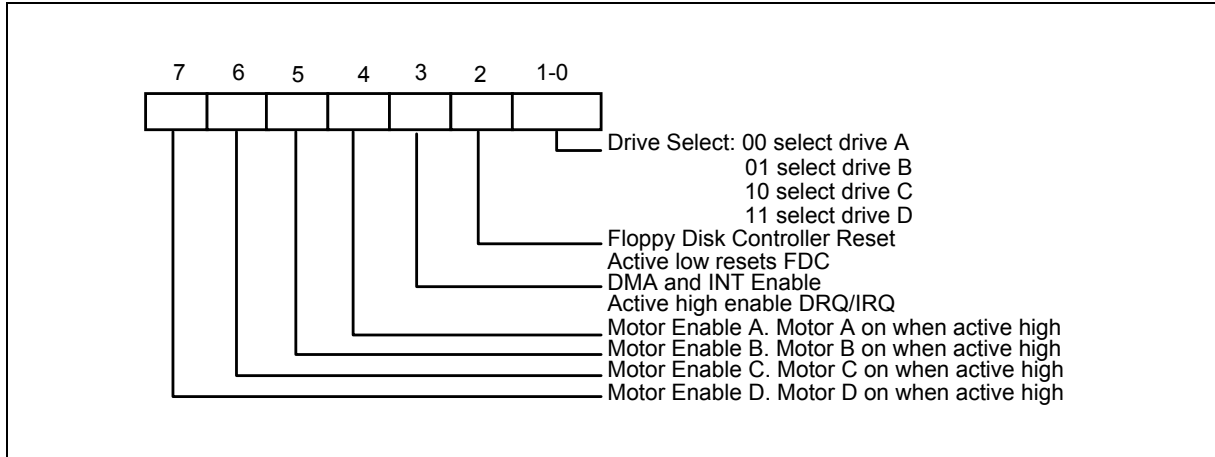 7 6 5 4 3 2 1-0
Drive Select: 00 select drive A
01 select drive B
10 select drive C
11 select drive D
Floppy Disk Controller Reset
Active low resets FDC
DMA and INT Enable
Active high enable DRQ/IRQ
Motor Enable A. Motor A on when active high
Motor Enable B. Motor B on when active high
Motor Enable C. Motor C on when active high
Motor Enable D. Motor D on when active high